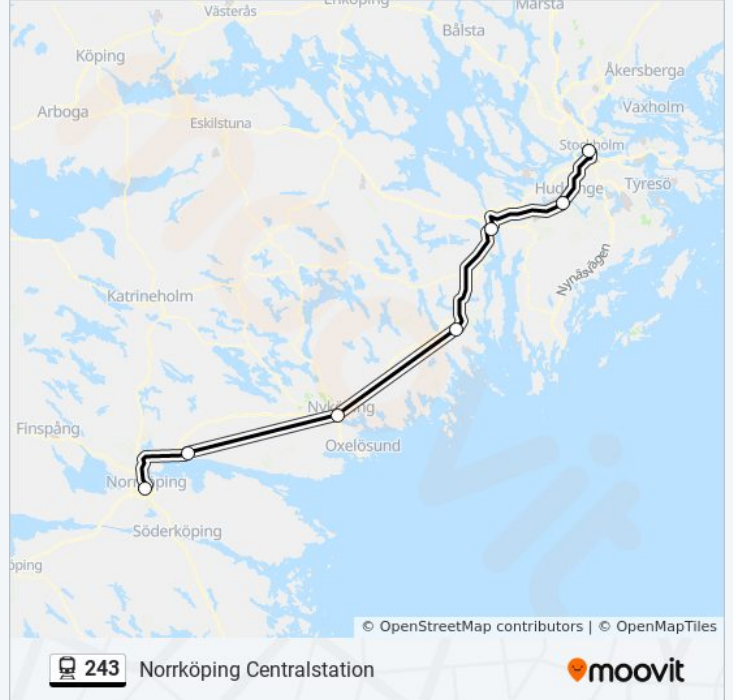 Västerås
Enköping
Märsta
Bålsta
Köping
Åkersberga
Vaxholm
Arboga
Eskilstuna
Stockholm
Huddinge
Tyresö
Nynäsvägen
Katrineholm
Nyköping
Finspång
Oxelösund
Norrköping
Söderköping
öping
© OpenStreetMap contributors | © OpenMapTiles
243 Norrköping Centralstation
moovit